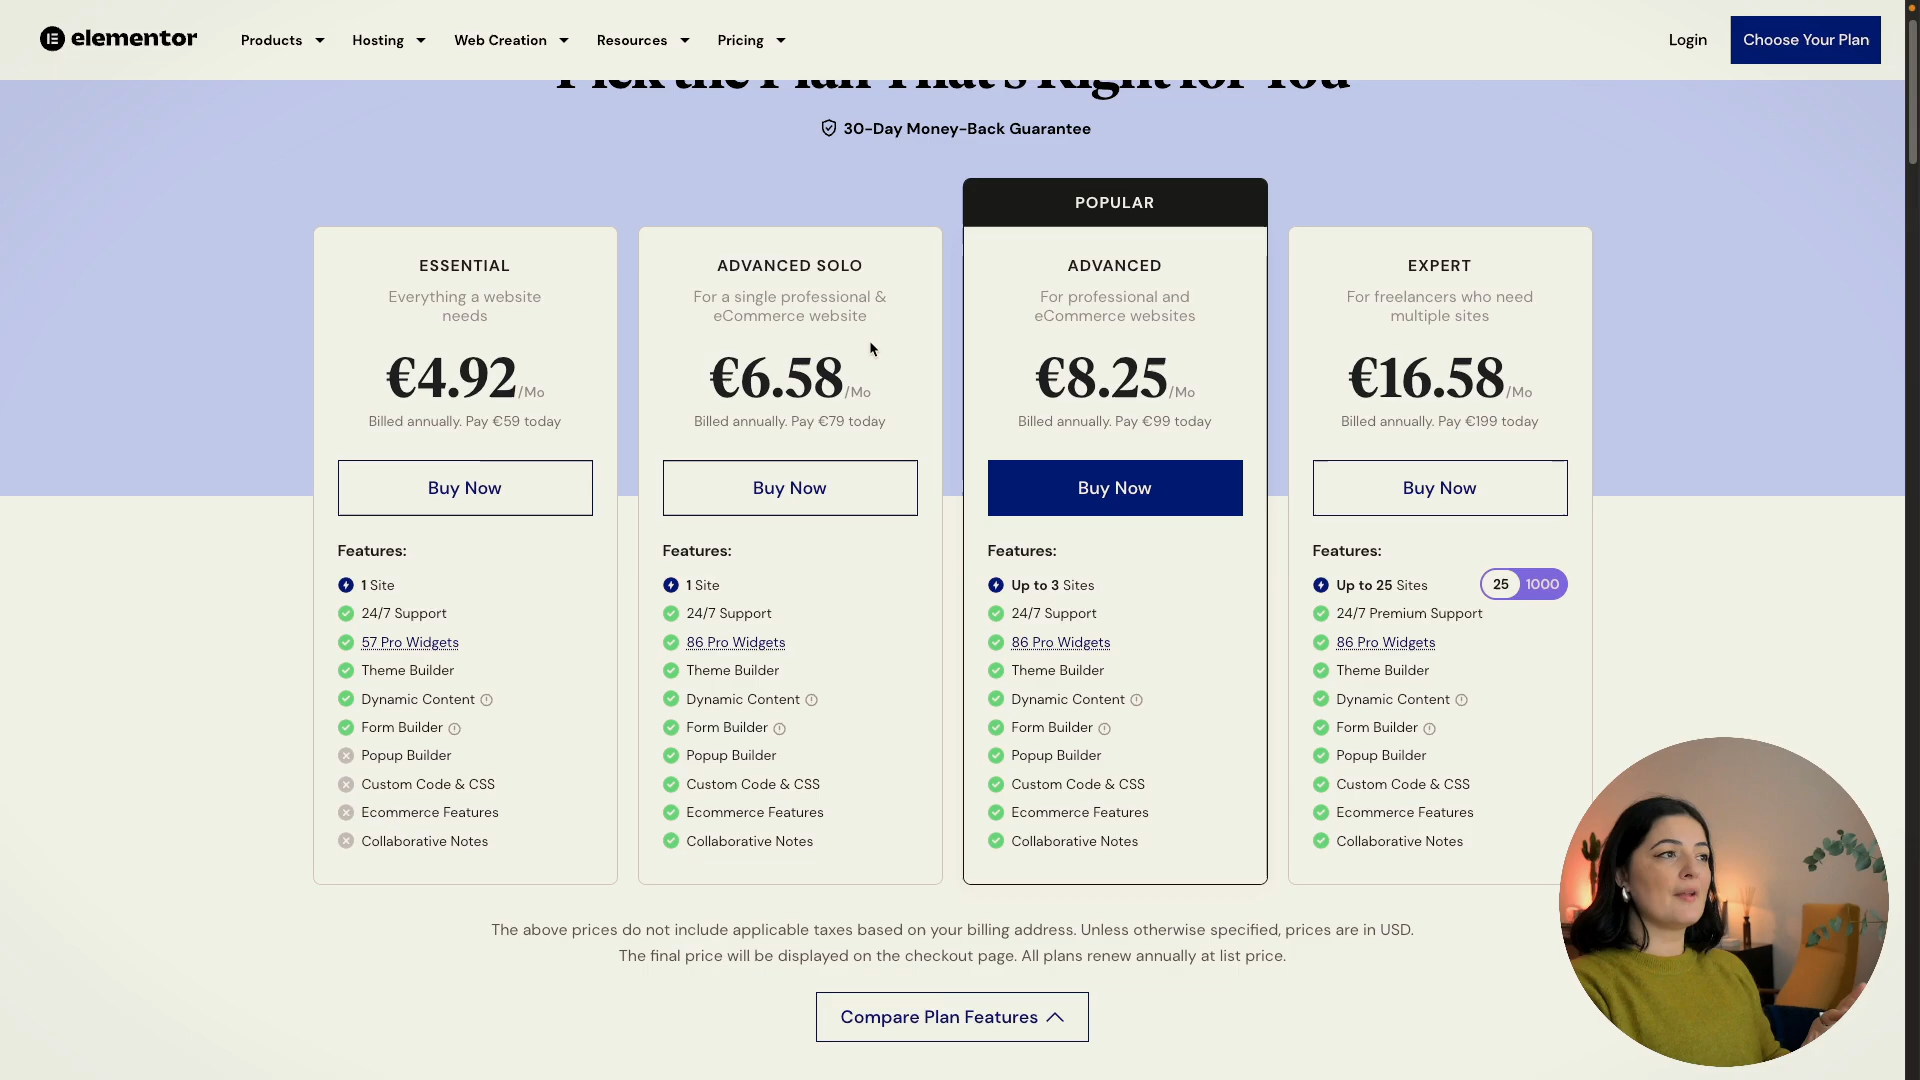 elementor
Products
Hosting
Web Creation
Resources
Pricing
Login
Choose Your Plan
Pick the Plan That's Right for You
30-Day Money-Back Guarantee
POPULAR
ESSENTIAL
Everything a website
needs
€4.92/Mo
Billed annually. Pay €59 today
Buy Now
Features:
1 Site
24/7 Support
57 Pro Widgets
Theme Builder
Dynamic Content
Form Builder
Popup Builder
Custom Code & CSS
Ecommerce Features
Collaborative Notes
ADVANCED SOLO
For a single professional &
eCommerce website
€6.58/Mo
Billed annually. Pay €79 today
Buy Now
Features:
1 Site
24/7 Support
86 Pro Widgets
Theme Builder
Dynamic Content
Form Builder
Popup Builder
Custom Code & CSS
Ecommerce Features
Collaborative Notes
ADVANCED
For professional and
eCommerce websites
€8.25/Mo
Billed annually. Pay €99 today
Buy Now
Features:
Up to 3 Sites
24/7 Support
86 Pro Widgets
Theme Builder
Dynamic Content
Form Builder
Popup Builder
Custom Code & CSS
Ecommerce Features
Collaborative Notes
EXPERT
For freelancers who need
multiple sites
€16.58/Mo
Billed annually. Pay €199 today
Buy Now
Features:
Up to 25 Sites
25 1000
24/7 Premium Support
86 Pro Widgets
Theme Builder
Dynamic Content
Form Builder
Popup Builder
Custom Code & CSS
Ecommerce Features
Collaborative Notes
The above prices do not include applicable taxes based on your billing address. Unless otherwise specified, prices are in USD.
The final price will be displayed on the checkout page. All plans renew annually at list price.
Compare Plan Features